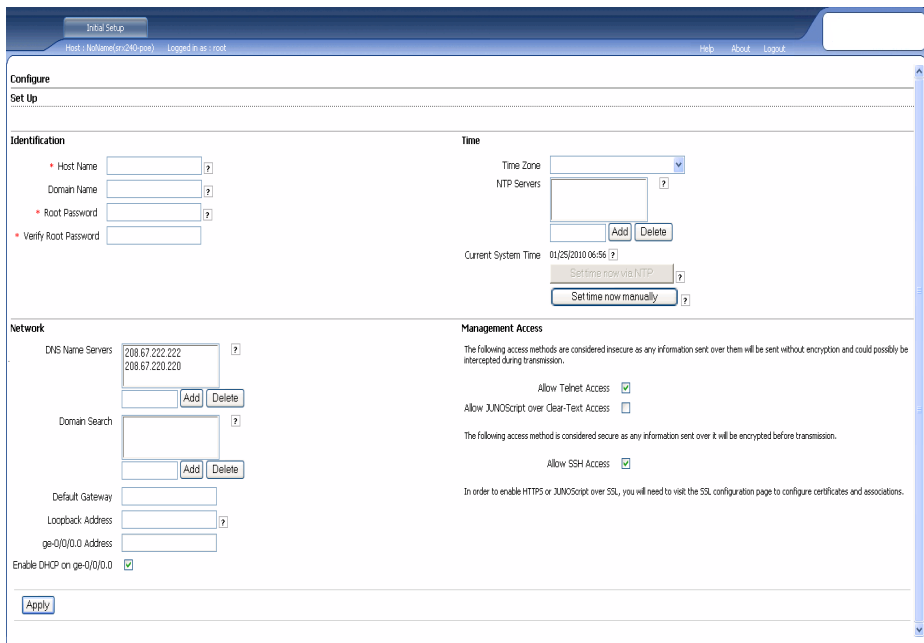 Initial Setup
Host : NoName(srx240-poe) Logged in as : root
Help About Logout
Configure
Set Up
Identification
* Host Name ?
Domain Name ?
* Root Password ?
* Verify Root Password
Time
Time Zone
NTP Servers ?
Add Delete
Current System Time 01/25/2010 06:56 ?
Set time now via NTP ?
Set time now manually ?
Network
DNS Name Servers ?
208.67.222.222
208.67.220.220
Add Delete
Domain Search ?
Add Delete
Default Gateway
Loopback Address ?
ge-0/0/0.0 Address
Enable DHCP on ge-0/0/0.0
Management Access
The following access methods are considered insecure as any information sent over them will be sent without encryption and could possibly be
intercepted during transmission.
Allow Telnet Access
Allow JUNOScript over Clear-Text Access
The following access method is considered secure as any information sent over it will be encrypted before transmission.
Allow SSH Access
In order to enable HTTPS or JUNOScript over SSL, you will need to visit the SSL configuration page to configure certificates and associations.
Apply